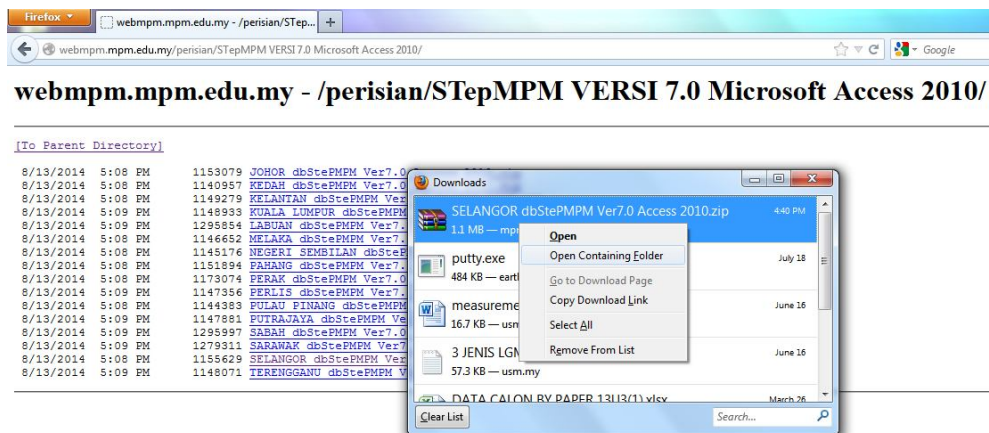 Firefox
webmpm.mpm.edu.my - /perisian/STep...
webmpm.mpm.edu.my/perisian/STepMPM VERSI 7.0 Microsoft Access 2010/
Google
webmpm.mpm.edu.my - /perisian/STepMPM VERSI 7.0 Microsoft Access 2010/
[To Parent Directory]
8/13/2014 5:08 PM 1153079 JOHOR dbStePMPM Ver7.0
8/13/2014 5:08 PM 1140957 KEDAH dbStePMPM Ver7.
8/13/2014 5:08 PM 1149279 KELANTAN dbStePMPM Ver
8/13/2014 5:08 PM 1148933 KUALA LUMPUR dbStePMPM
8/13/2014 5:09 PM 1295854 LABUAN dbStePMPM Ver7.
8/13/2014 5:08 PM 1146652 MELAKA dbStePMPM Ver7.
8/13/2014 5:08 PM 1145176 NEGERI SEMBILAN dbSteP
8/13/2014 5:08 PM 1151894 PAHANG dbStePMPM Ver7.
8/13/2014 5:08 PM 1173074 PERAK dbStePMPM Ver7.0
8/13/2014 5:09 PM 1147356 PERLIS dbStePMPM Ver7.
8/13/2014 5:08 PM 1144383 PULAU PINANG dbStePMPM
8/13/2014 5:09 PM 1147881 PUTRAJAYA dbStePMPM Ve
8/13/2014 5:09 PM 1295997 SABAH dbStePMPM Ver7.0
8/13/2014 5:09 PM 1279311 SARAWAK dbStePMPM Ver7
8/13/2014 5:08 PM 1155629 SELANGOR dbStePMPM Ver
8/13/2014 5:09 PM 1148071 TERENGGANU dbStePMPM V
Downloads
SELANGOR dbStePMPM Ver7.0 Access 2010.zip 4:40 PM
1.1 MB — mp
Open
Open Containing Folder
Go to Download Page
Copy Download Link
Select All
Remove From List
putty.exe July 18
484 KB — eart
measureme June 16
16.7 KB — usm
3 JENIS LGM June 16
57.3 KB — usm.my
DATA CALON BY PAPER 13U3(1).xlsx March 26
Clear List
Search...